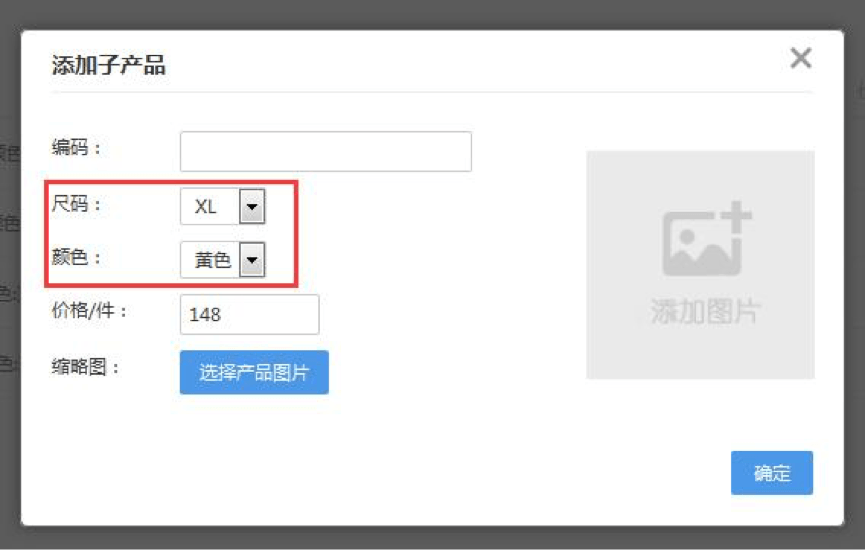 添加子产品
编码：
尺码： XL
颜色： 黄色
价格/件： 148
缩略图： 选择产品图片
添加图片
确定